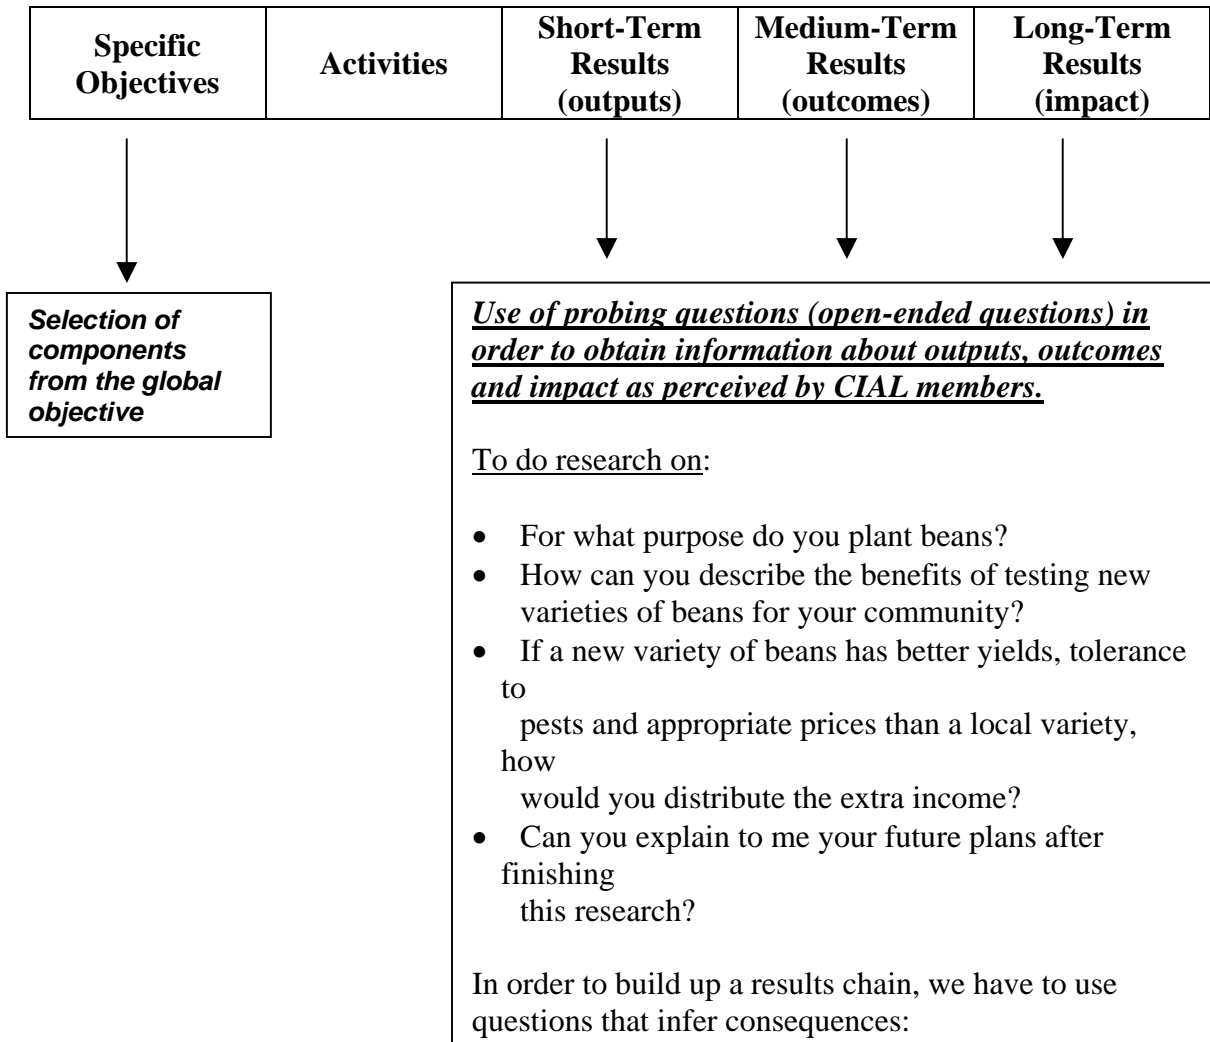 Specific
Objectives
Activities
Short-Term
Results
(outputs)
Medium-Term
Results
(outcomes)
Long-Term
Results
(impact)
Selection of
components
from the global
objective
Use of probing questions (open-ended questions) in
order to obtain information about outputs, outcomes
and impact as perceived by CIAL members.
To do research on:
• For what purpose do you plant beans?
• How can you describe the benefits of testing new
varieties of beans for your community?
• If a new variety of beans has better yields, tolerance
to
pests and appropriate prices than a local variety,
how
would you distribute the extra income?
• Can you explain to me your future plans after
finishing
this research?
In order to build up a results chain, we have to use
questions that infer consequences: